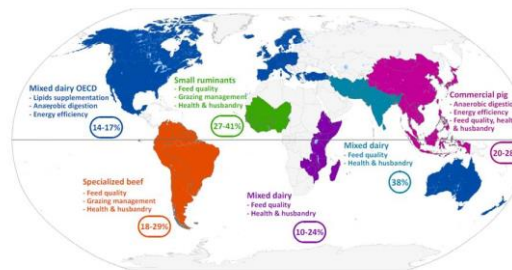 Mixed dairy OECD
- Lipids supplementation
- Anaerobic digestion
- Energy efficiency
14-17%
Small ruminants
- Feed quality
- Grazing management
- Health & husbandry
27-41%
Commercial pig
- Anaerobic digestion
- Energy efficiency
- Feed quality, health
& husbandry
20-28
Mixed dairy
- Feed quality
- Health & husbandry
38%
Specialized beef
- Feed quality
- Grazing management
- Health & husbandry
18-29%
Mixed dairy
- Feed quality
- Health & husbandry
10-24%